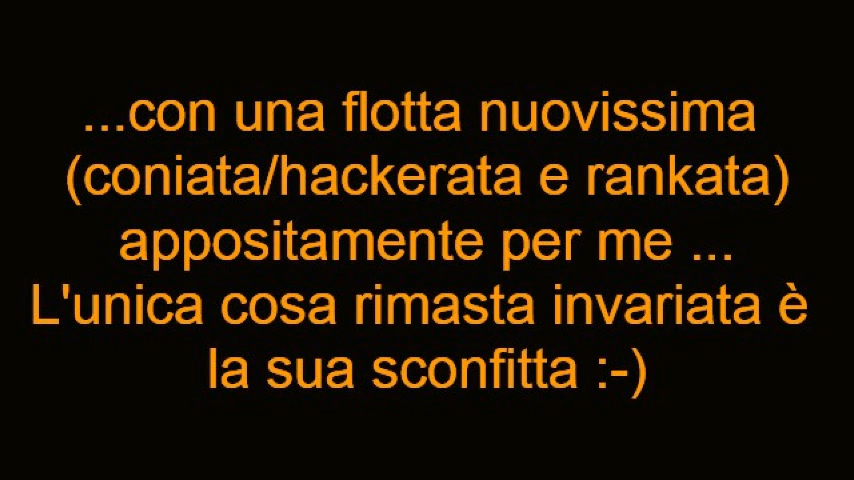 ...con una flotta nuovissima
(coniata/hackerata e rankata)
appositamente per me ...
L'unica cosa rimasta invariata è
la sua sconfitta :-)